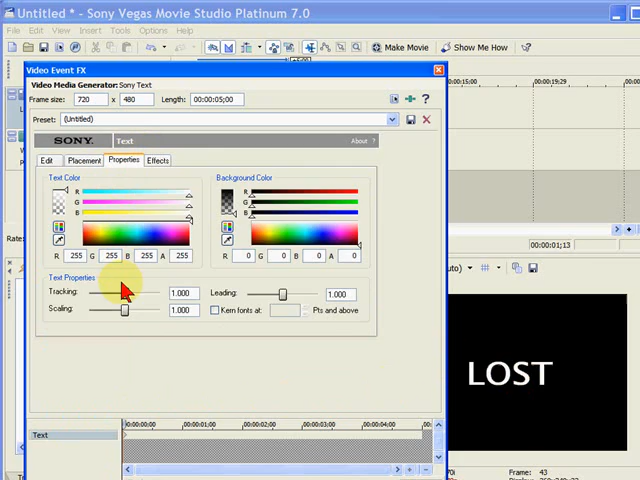 Untitled * - Sony Vegas Movie Studio Platinum 7.0
File Edit View Insert Tools Options Help
Make Movie Show Me How
Video Event FX
Video Media Generator: Sony Text
Frame size: 720 480 Length: 00:00:05;00
Preset: (Untitled)
SONY. Text About ?
Edit Placement Properties Effects
Text Color Background Color
R R
G G
B B
R 255 G 255 B 255 A 255 R 0 G 0 B 0 A 0
Text Properties
Tracking: 1.000 Leading: 1.000
Scaling: 1.000 Kern fonts at: Pts and above
00:00:00;00 00:00:01;00 00:00:02;00 00:00:03;00 00:00:04;00
Text
00:00:15;00 00:00:19;29
00:00:01;13
Rate:
LOST
Frame: 43